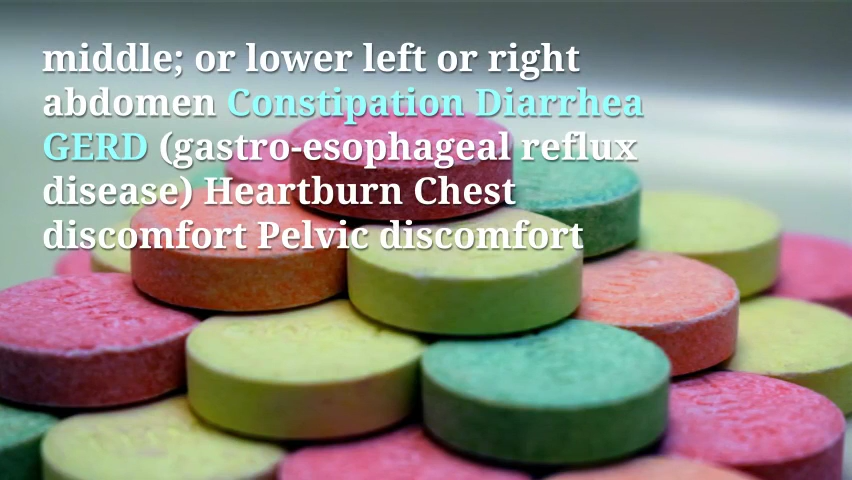 middle; or lower left or right
abdomen Constipation Diarrhea
GERD (gastro-esophageal reflux
disease) Heartburn Chest
discomfort Pelvic discomfort